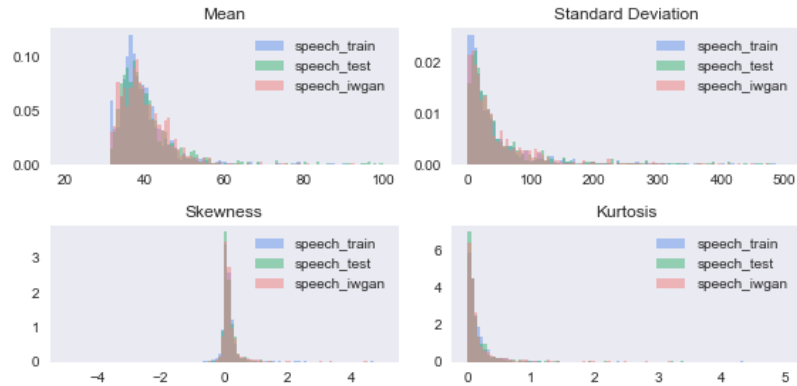 Mean
speech_train
speech_test
speech_iwgan
0.10
0.05
0.00
20 40 60 80 100
Standard Deviation
speech_train
speech_test
speech_iwgan
0.02
0.01
0.00
0 100 200 300 400 500
Skewness
speech_train
speech_test
speech_iwgan
3
2
1
0
−4 −2 0 2 4
Kurtosis
speech_train
speech_test
speech_iwgan
6
4
2
0
0 1 2 3 4 5